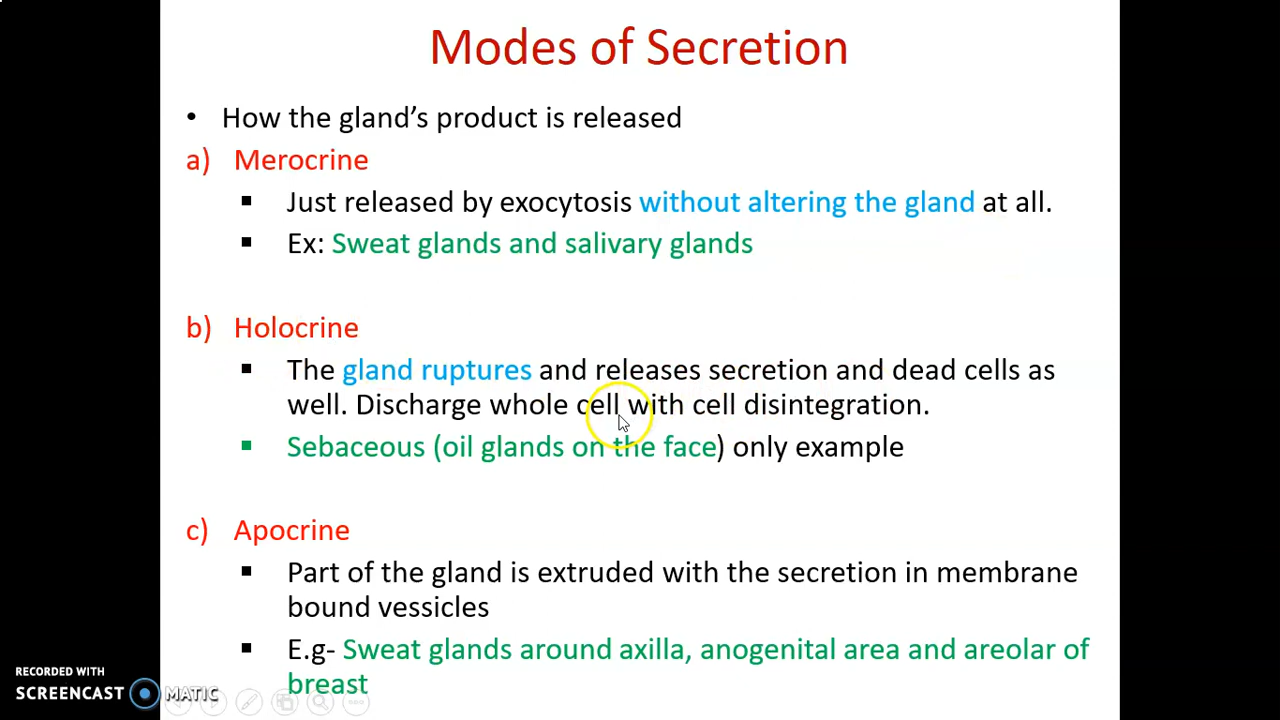 Modes of Secretion
• How the gland's product is released
a) Merocrine
▪ Just released by exocytosis without altering the gland at all.
▪ Ex: Sweat glands and salivary glands
b) Holocrine
▪ The gland ruptures and releases secretion and dead cells as
well. Discharge whole cell with cell disintegration.
▪ Sebaceous (oil glands on the face) only example
c) Apocrine
▪ Part of the gland is extruded with the secretion in membrane
bound vessicles
▪ E.g- Sweat glands around axilla, anogenital area and areolar of
breast
RECORDED WITH
SCREENCAST MATIC